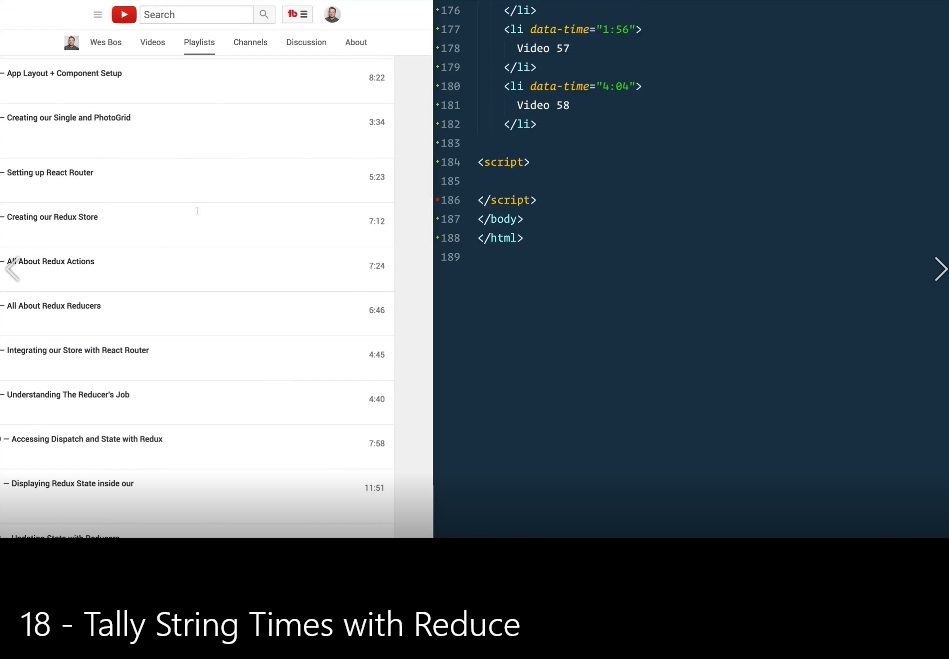 Search
Wes Bos Videos Playlists Channels Discussion About
– App Layout + Component Setup 8:22
– Creating our Single and PhotoGrid 3:34
– Setting up React Router 5:23
– Creating our Redux Store 7:12
– All About Redux Actions 7:24
– All About Redux Reducers 6:46
– Integrating our Store with React Router 4:45
– Understanding The Reducer's Job 4:40
– Accessing Dispatch and State with Redux 7:58
– Displaying Redux State inside our 11:51
– Updating State with Reducers
176 </li>
177 <li data-time="1:56">
178 Video 57
179 </li>
180 <li data-time="4:04">
181 Video 58
182 </li>
183
184 <script>
185
186 </script>
187 </body>
188 </html>
189
18 - Tally String Times with Reduce